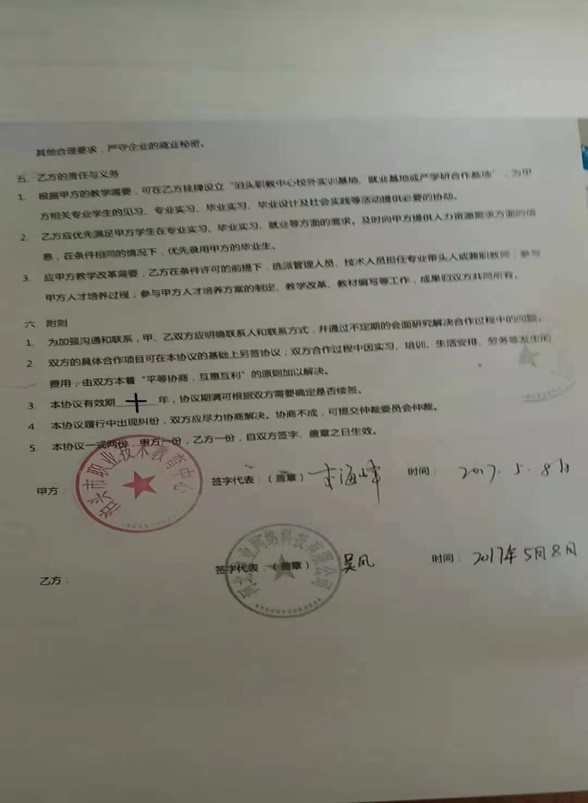 其他合理要求，严守企业的商业秘密。
五、乙方的责任与义务
1. 根据甲方的教学需要，可在乙方挂牌设立“泊头职教中心校外实训基地、就业基地或产学研合作基地”，为甲
方相关专业学生的见习、专业实习、毕业实习、毕业设计及社会实践等活动提供必要的协助。
2. 乙方应优先满足甲方学生在专业实习、毕业实习、就业等方面的需求。及时向甲方提供人力资源需求方面的信
息，在条件相同的情况下，优先录用甲方的毕业生。
3. 应甲方教学改革需要，乙方在条件许可的前提下，选派管理人员、技术人员担任专业带头人或兼职教师，参与
甲方人才培养过程；参与甲方人才培养方案的制定、教学改革、教材编写等工作，成果归双方共同所有。
六、附则
1. 为加强沟通和联系，甲、乙双方应明确联系人和联系方式，并通过不定期的会面研究解决合作过程中的问题。
2. 双方的具体合作项目可在本协议的基础上另签协议；双方合作过程中因实习、培训、生活安排、劳务等发生的
费用，由双方本着“平等协商，互惠互利”的原则加以解决。
3. 本协议有效期 十 年，协议期满可根据双方需要确定是否续签。
4. 本协议履行中出现纠纷，双方应尽力协商解决。协商不成，可提交仲裁委员会仲裁。
5. 本协议一式两份，甲方一份，乙方一份，自双方签字、盖章之日生效。
泊头市职业技术教育中心
甲方： 签字代表：（盖章） 海峰 时间： 2017.5.8日
乙方： 签字代表：（盖章） 吴凤 时间：2017年5月8日
业网络科技有限公司